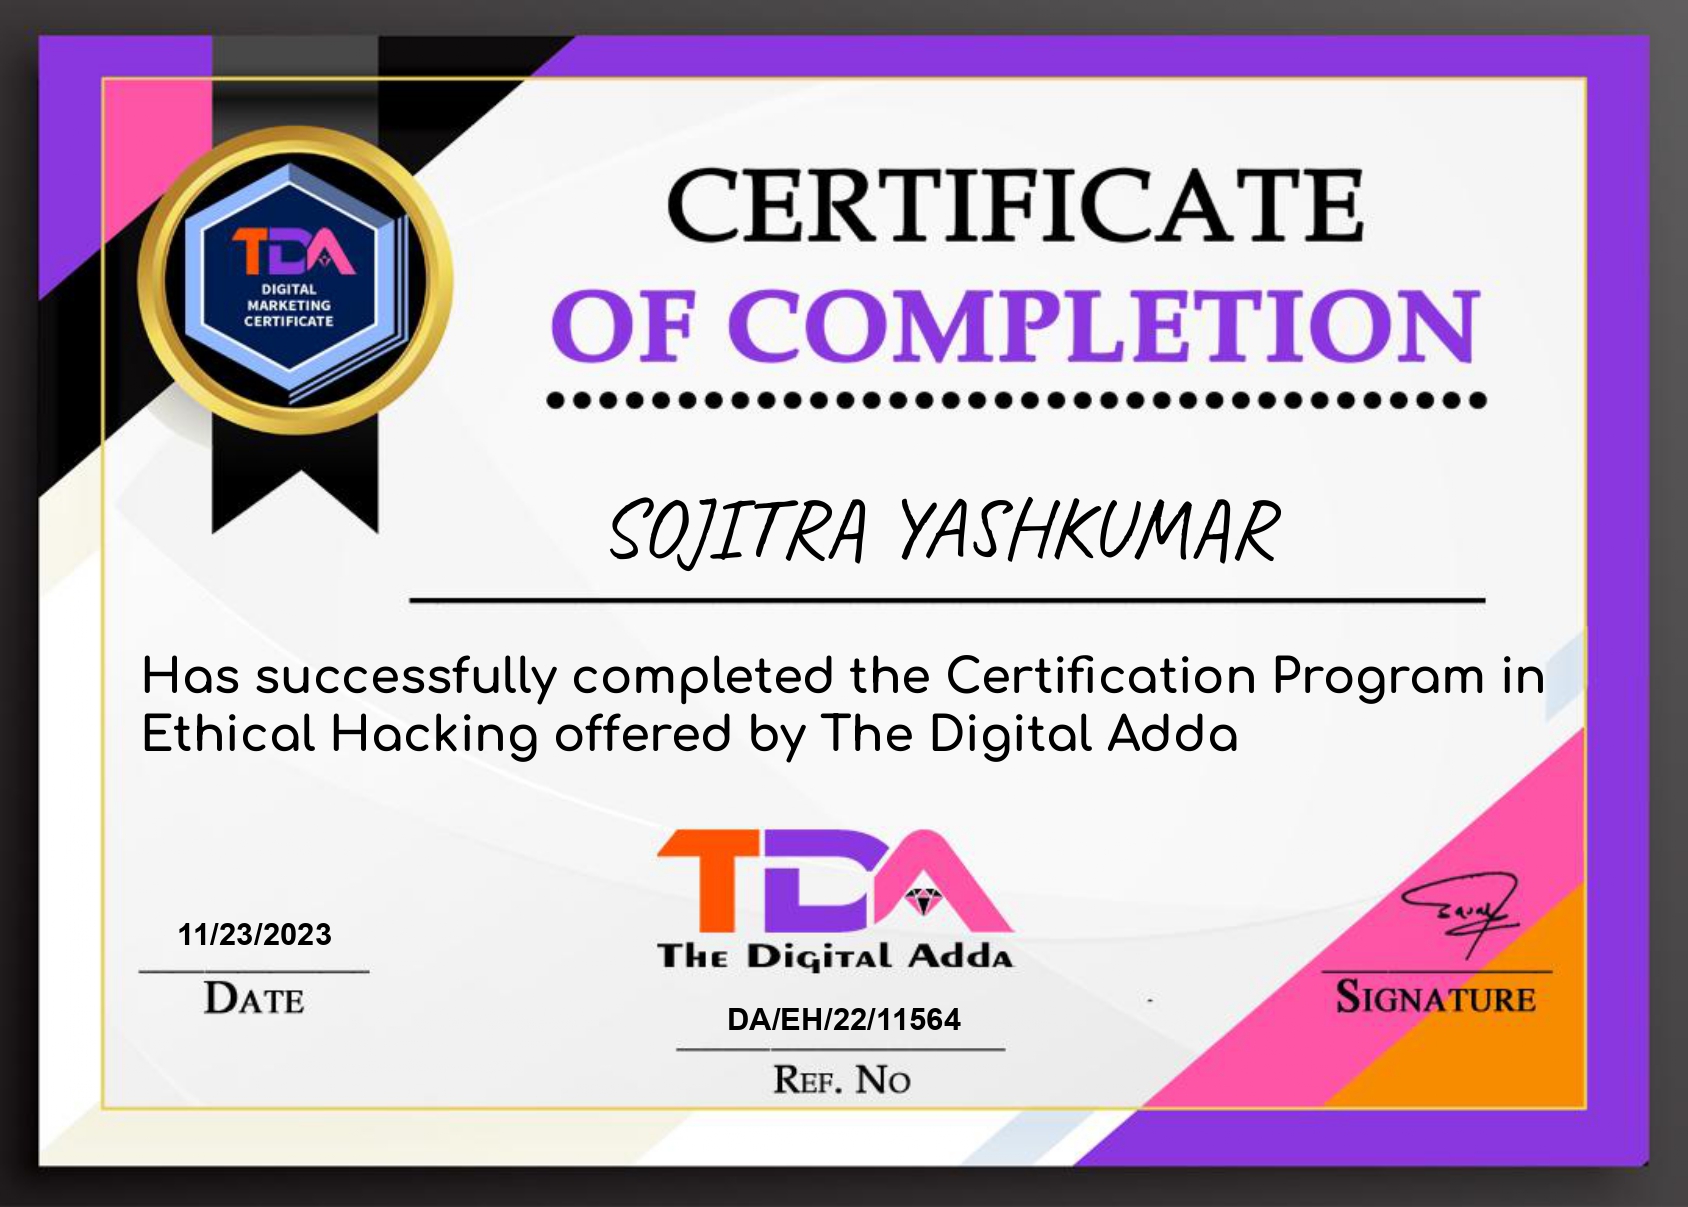 TDA
DIGITAL
MARKETING
CERTIFICATE
CERTIFICATE
OF COMPLETION
SOJITRA YASHKUMAR
Has successfully completed the Certification Program in
Ethical Hacking offered by The Digital Adda
TDA
The Digital Adda
11/23/2023
DATE
DA/EH/22/11564
REF. NO
SIGNATURE